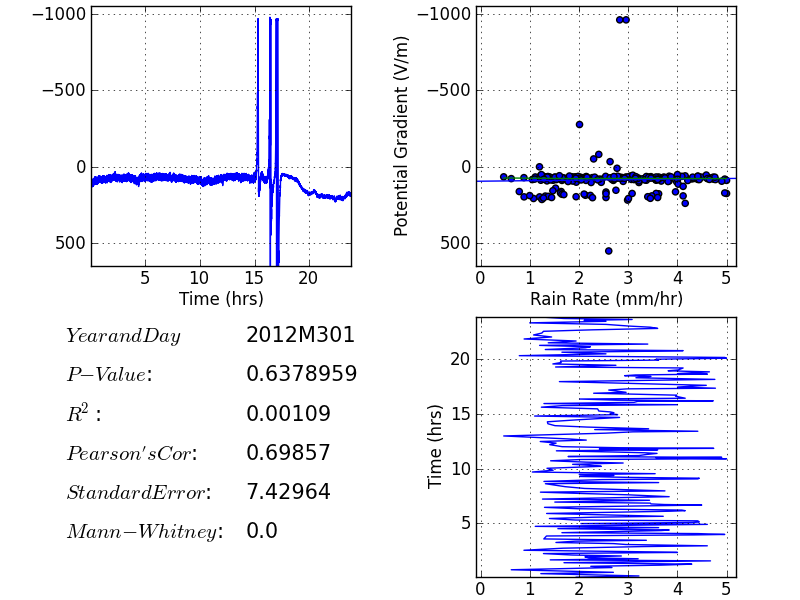 −1000
−500
0
500
5 10 15 20
Time (hrs)
Potential Gradient (V/m)
−1000
−500
0
500
0 1 2 3 4 5
Rain Rate (mm/hr)
YearandDay 2012M301
P−Value: 0.6378959
R² : 0.00109
Pearson'sCor: 0.69857
StandardError: 7.42964
Mann−Whitney: 0.0
Time (hrs)
20
15
10
5
0 1 2 3 4 5